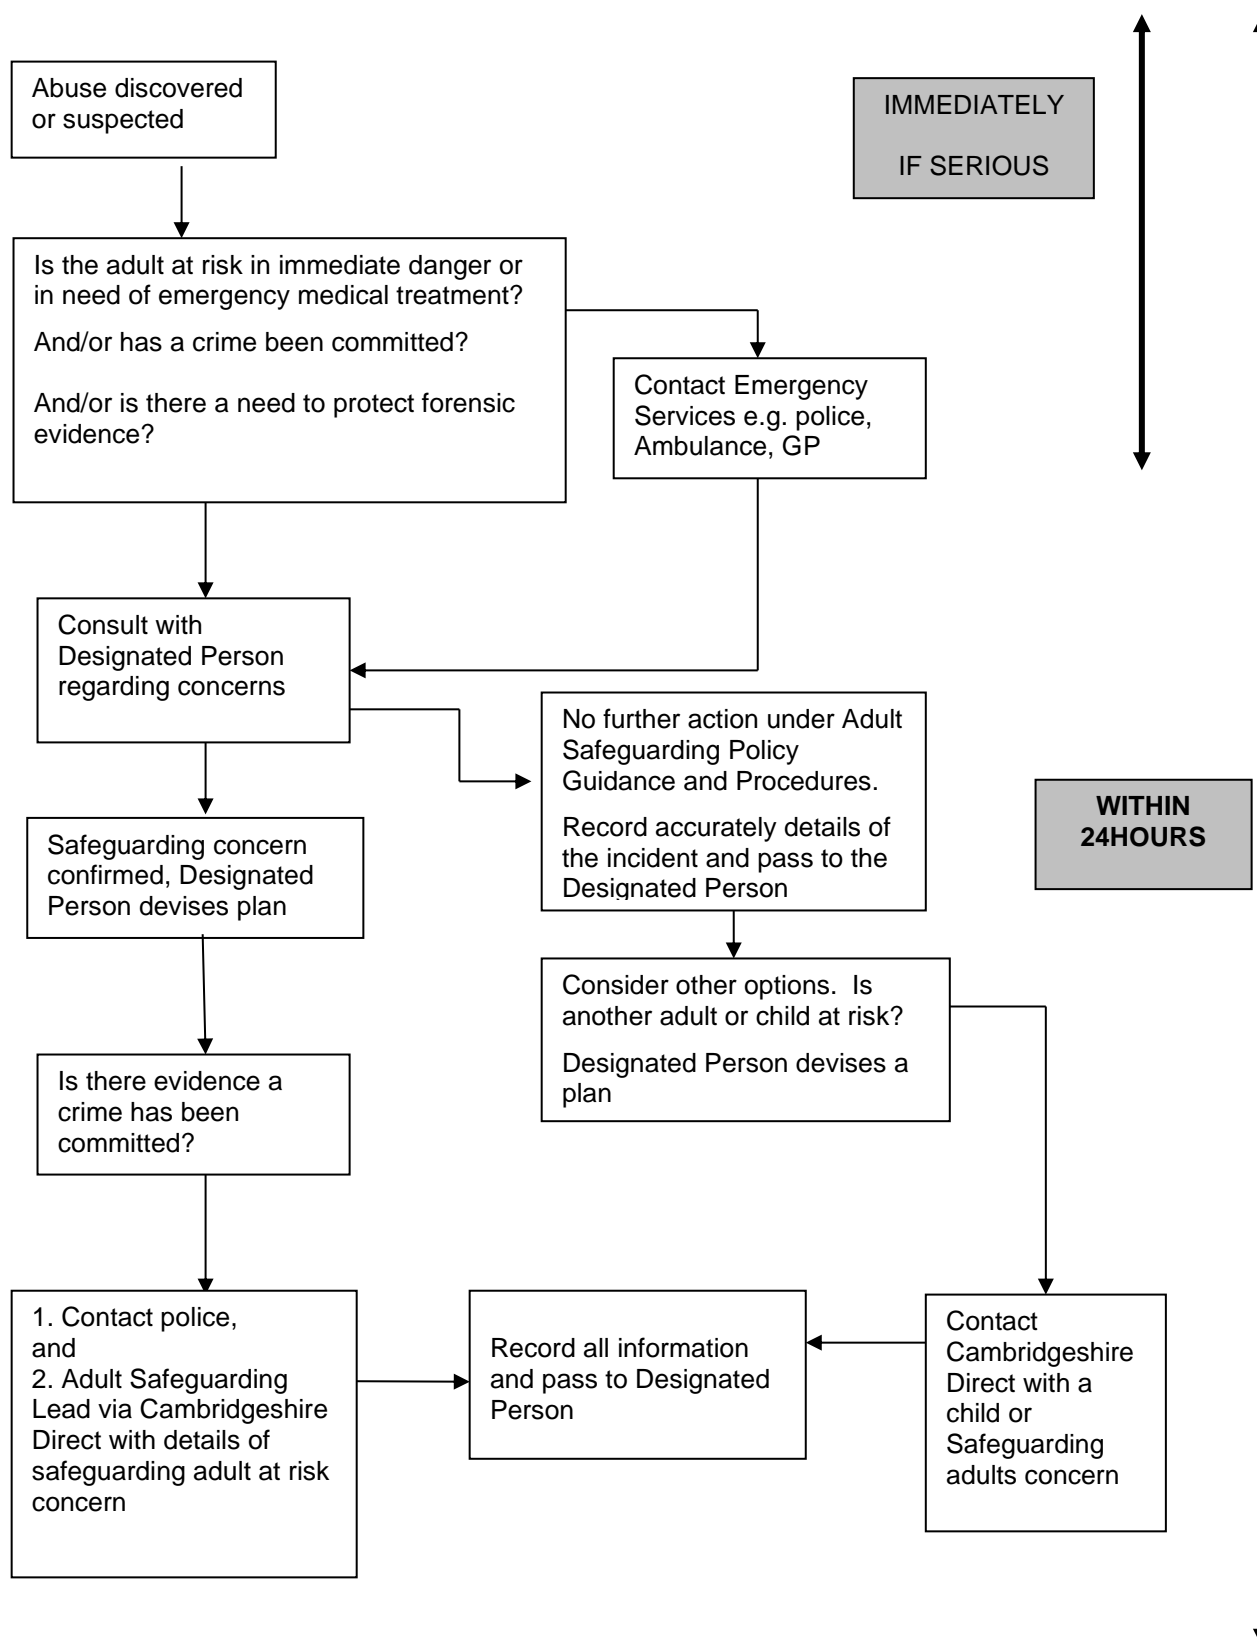 Abuse discovered
or suspected
IMMEDIATELY
IF SERIOUS
Is the adult at risk in immediate danger or
in need of emergency medical treatment?
And/or has a crime been committed?
And/or is there a need to protect forensic
evidence?
Contact Emergency
Services e.g. police,
Ambulance, GP
Consult with
Designated Person
regarding concerns
No further action under Adult
Safeguarding Policy
Guidance and Procedures.
Record accurately details of
the incident and pass to the
Designated Person
WITHIN
24HOURS
Safeguarding concern
confirmed, Designated
Person devises plan
Consider other options.  Is
another adult or child at risk?
Designated Person devises a
plan
Is there evidence a
crime has been
committed?
1. Contact police,
and
2. Adult Safeguarding
Lead via Cambridgeshire
Direct with details of
safeguarding adult at risk
concern
Record all information
and pass to Designated
Person
Contact
Cambridgeshire
Direct with a
child or
Safeguarding
adults concern